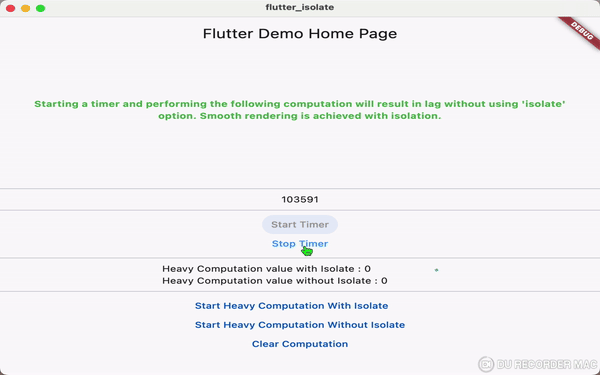 flutter_isolate
Flutter Demo Home Page
DEBUG
Starting a timer and performing the following computation will result in lag without using 'isolate'
option. Smooth rendering is achieved with isolation.
103591
Start Timer
Stop Timer
Heavy Computation value with Isolate : 0
Heavy Computation value without Isolate : 0
Start Heavy Computation With Isolate
Start Heavy Computation Without Isolate
Clear Computation
DU RECORDER MAC